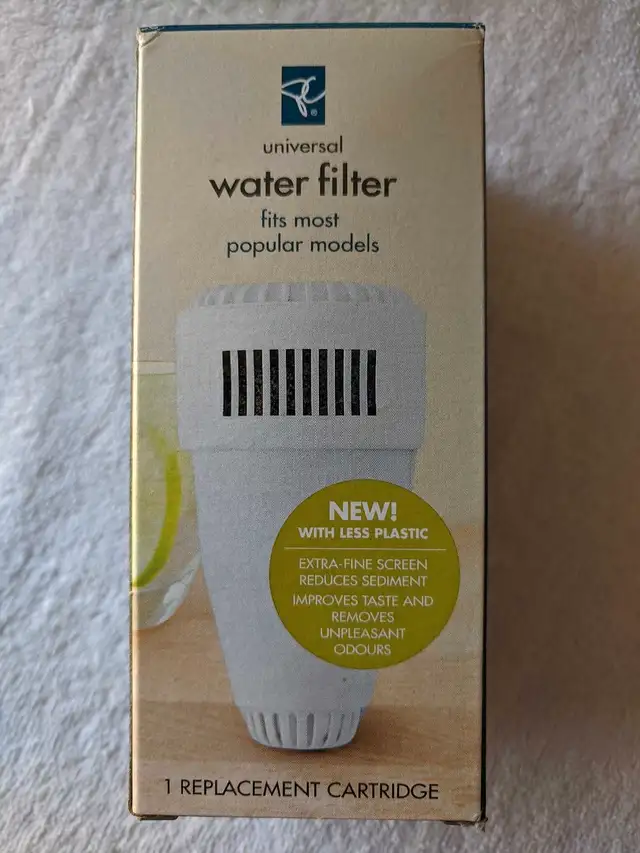 PC®
universal
water filter
fits most
popular models
NEW!
WITH LESS PLASTIC
EXTRA-FINE SCREEN
REDUCES SEDIMENT
IMPROVES TASTE AND
REMOVES
UNPLEASANT
ODOURS
1 REPLACEMENT CARTRIDGE